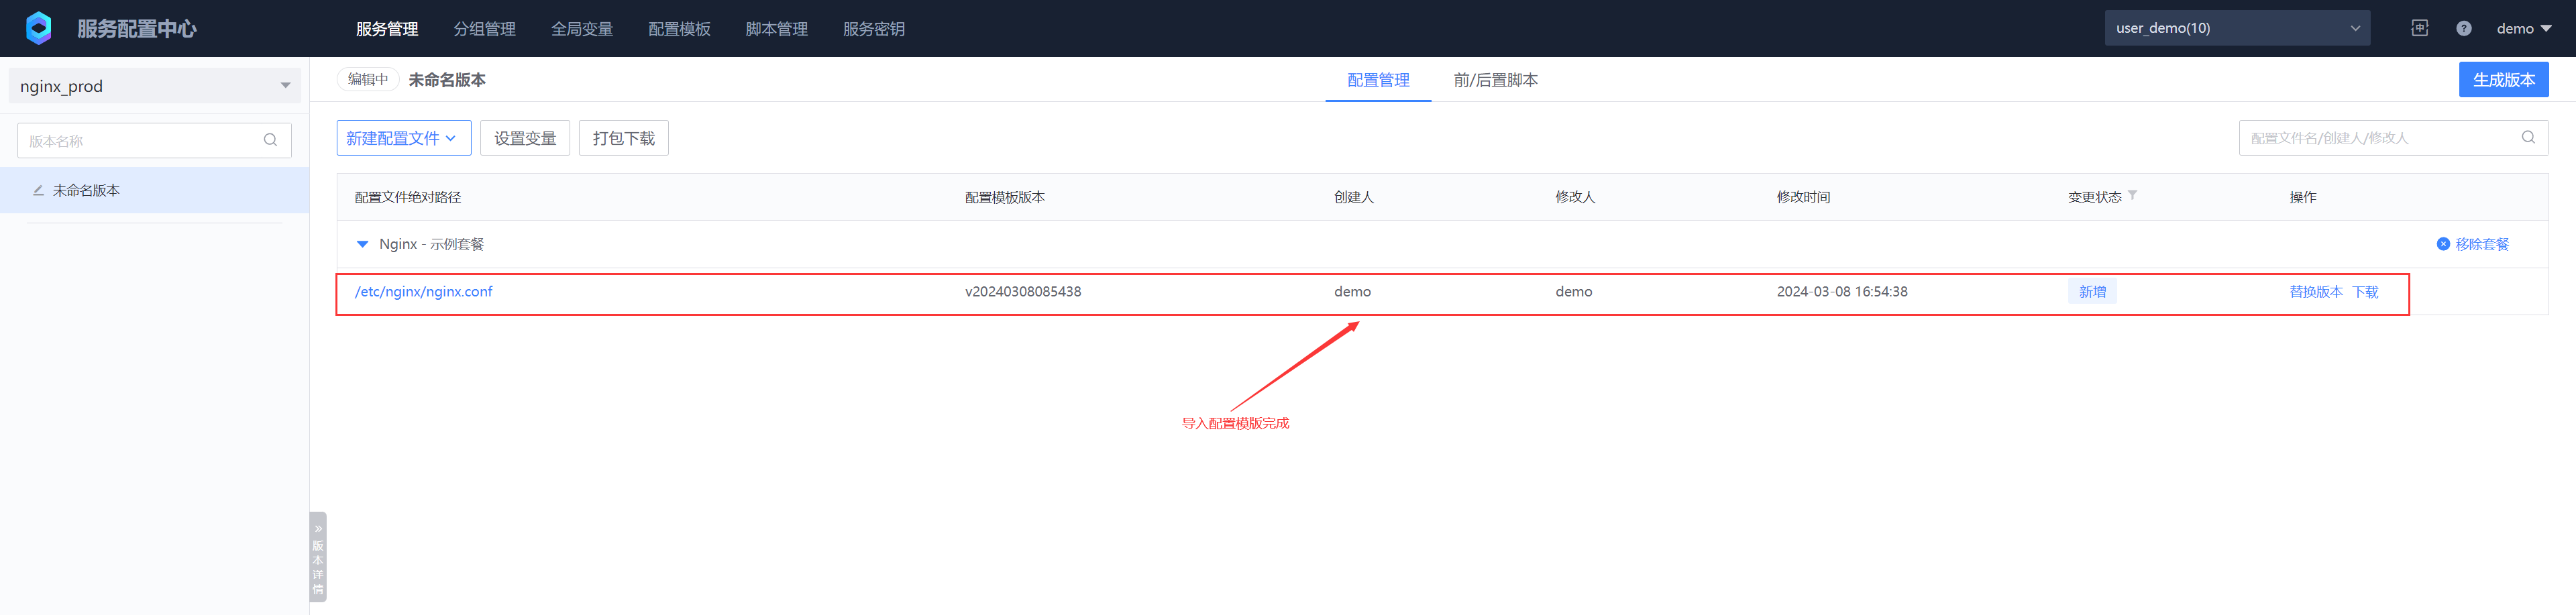 服务配置中心 服务管理 分组管理 全局变量 配置模板 脚本管理 服务密钥 user_demo(10) 中 ? demo
nginx_prod 编辑中 未命名版本 配置管理 前/后置脚本 生成版本
版本名称 新建配置文件 设置变量 打包下载 配置文件名/创建人/修改人
未命名版本
配置文件绝对路径 配置模板版本 创建人 修改人 修改时间 变更状态 操作
Nginx - 示例套餐 移除套餐
/etc/nginx/nginx.conf v20240308085438 demo demo 2024-03-08 16:54:38 新增 替换版本 下载
导入配置模版完成
版本详情